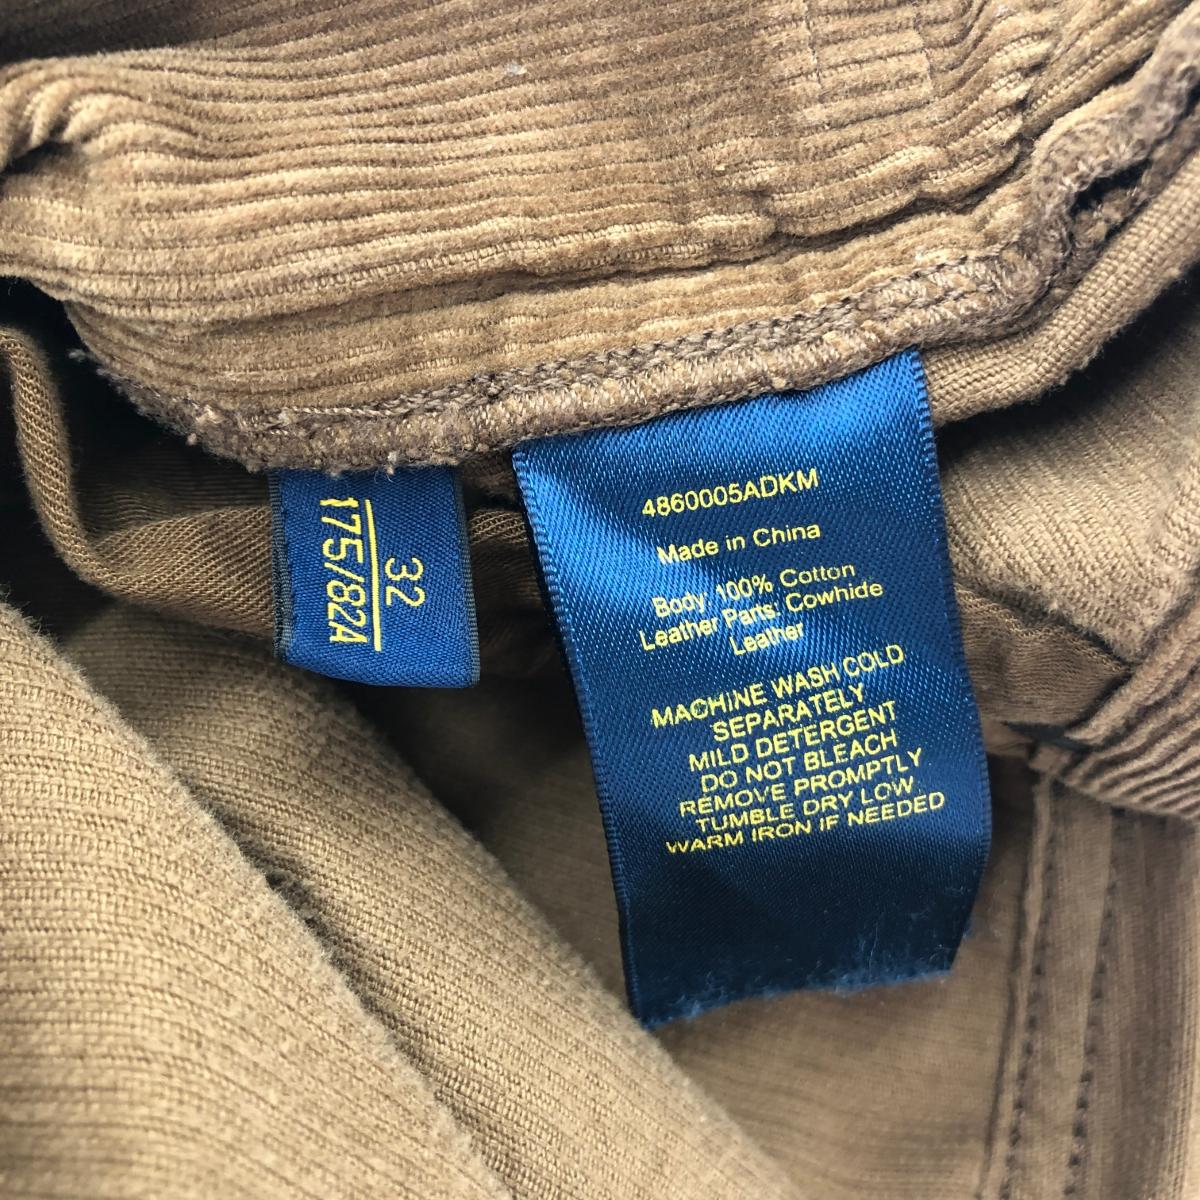 32
175/82A
4860005ADKM
Made in China
Body: 100% Cotton
Leather Parts: Cowhide
Leather
MACHINE WASH COLD
SEPARATELY
MILD DETERGENT
DO NOT BLEACH
REMOVE PROMPTLY
TUMBLE DRY LOW
WARM IRON IF NEEDED